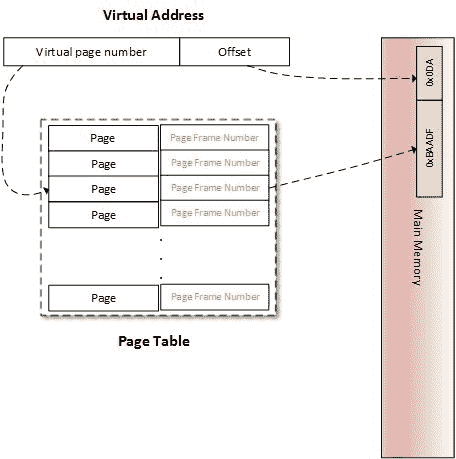 Virtual Address
Virtual page number Offset
0x0DA
0xBAADF
Main Memory
Page Page Frame Number
Page Page Frame Number
Page Page Frame Number
Page Page Frame Number
.
.
.
Page Page Frame Number
Page Table